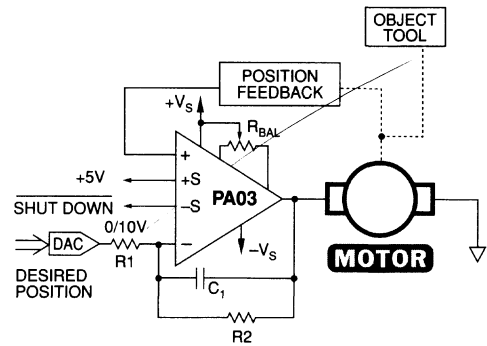 OBJECT
TOOL
POSITION
FEEDBACK
+VS
RBAL
+
+5V
+S
PA03
SHUT DOWN
-S
0/10V
DAC
R1
-
-VS
MOTOR
DESIRED
POSITION
C1
R2